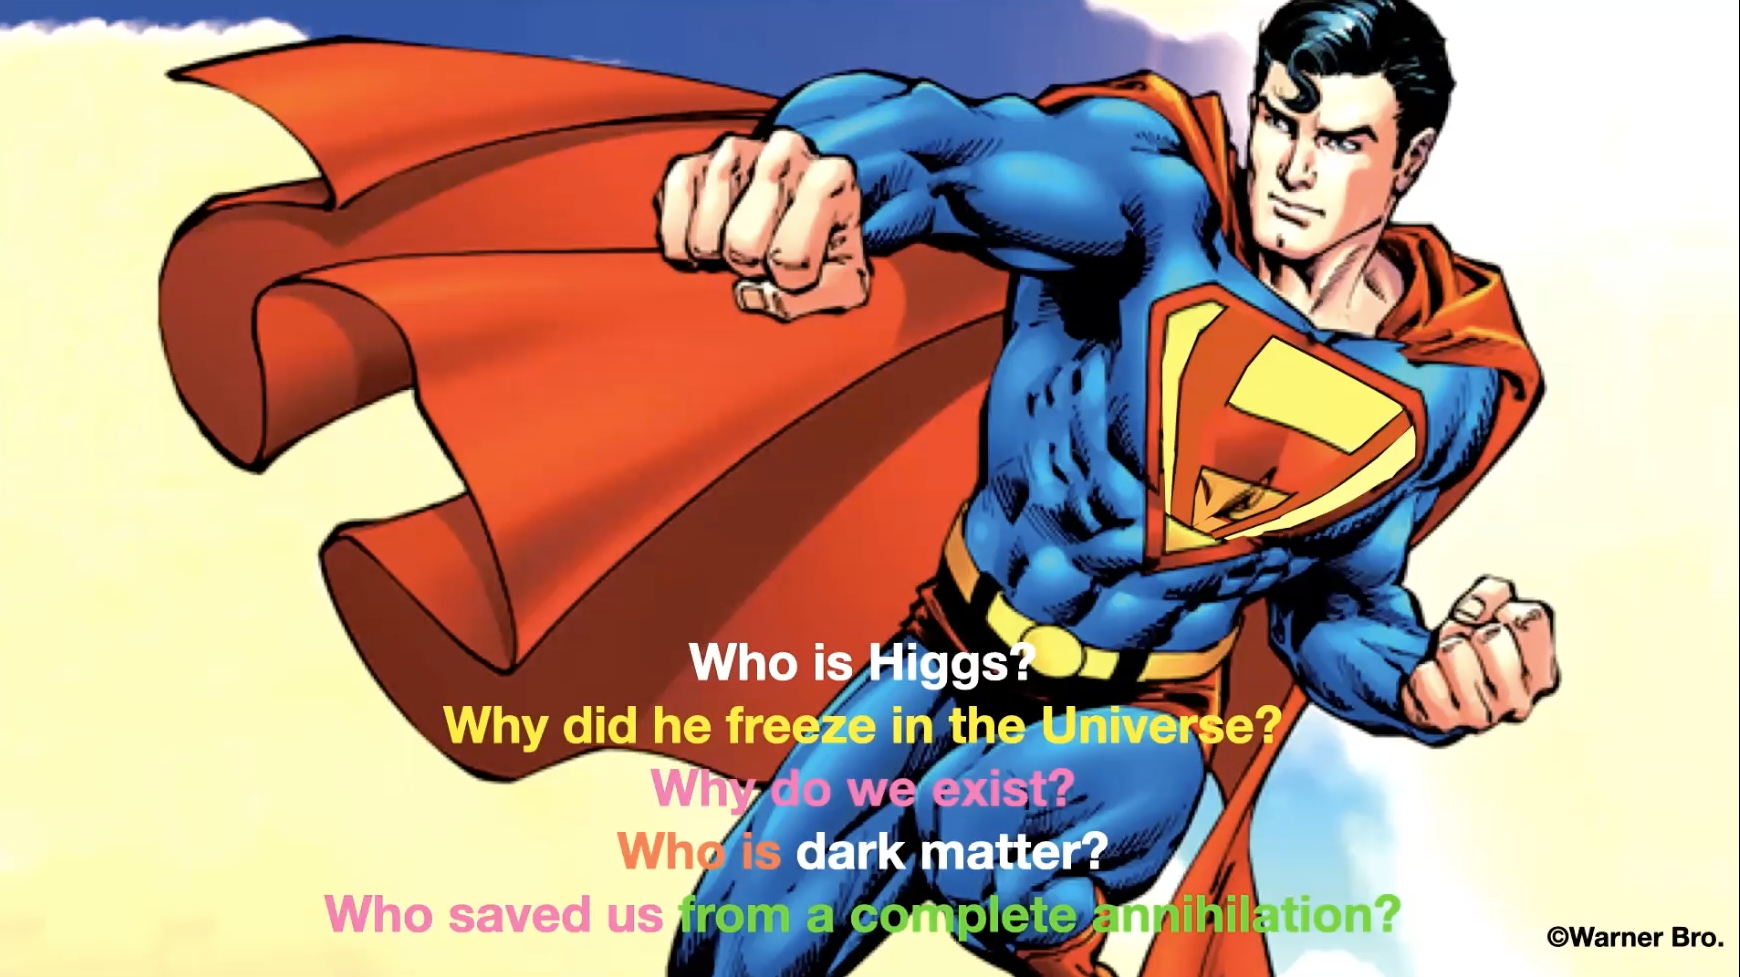 Who is Higgs?
Why did he freeze in the Universe?
Why do we exist?
Who is dark matter?
Who saved us from a complete annihilation?
©Warner Bro.